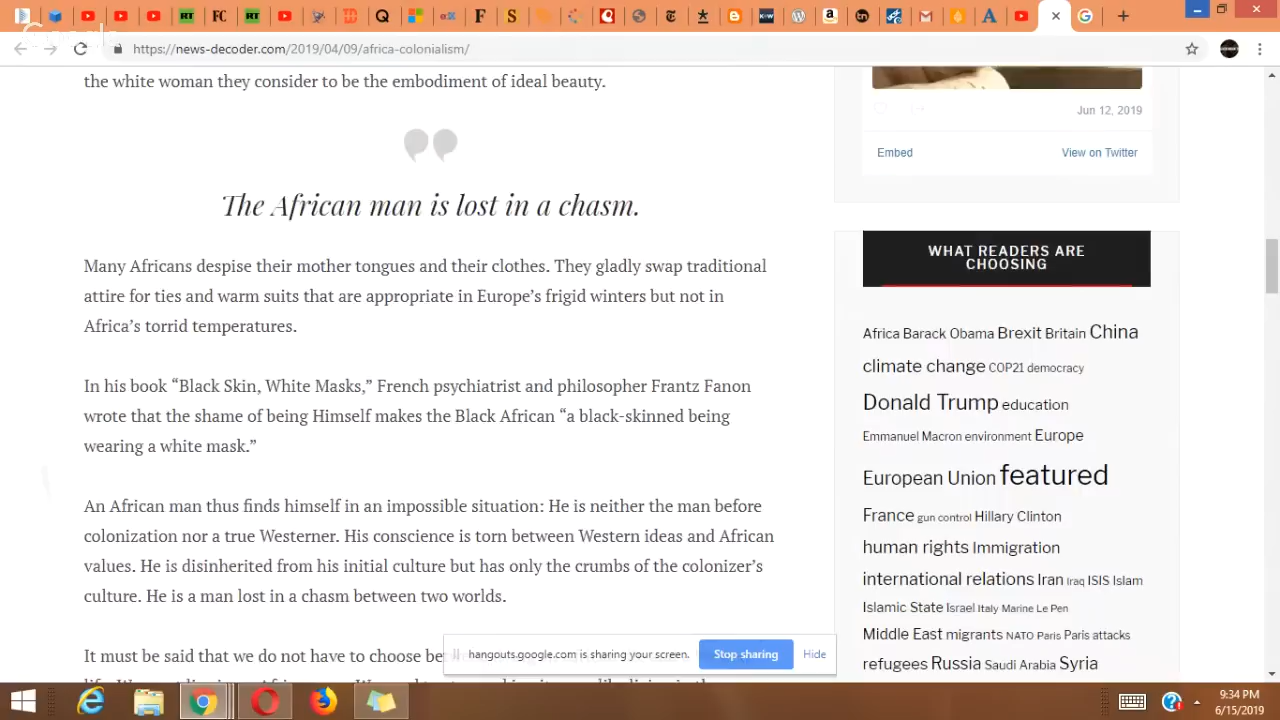 https://news-decoder.com/2019/04/09/africa-colonialism/
the white woman they consider to be the embodiment of ideal beauty.
The African man is lost in a chasm.
Many Africans despise their mother tongues and their clothes. They gladly swap traditional
attire for ties and warm suits that are appropriate in Europe’s frigid winters but not in
Africa’s torrid temperatures.
In his book “Black Skin, White Masks,” French psychiatrist and philosopher Frantz Fanon
wrote that the shame of being Himself makes the Black African “a black-skinned being
wearing a white mask.”
An African man thus finds himself in an impossible situation: He is neither the man before
colonization nor a true Westerner. His conscience is torn between Western ideas and African
values. He is disinherited from his initial culture but has only the crumbs of the colonizer’s
culture. He is a man lost in a chasm between two worlds.
It must be said that we do not have to choose
Jun 12, 2019
Embed View on Twitter
WHAT READERS ARE
CHOOSING
Africa Barack Obama Brexit Britain China
climate change COP21 democracy
Donald Trump education
Emmanuel Macron environment Europe
European Union featured
France gun control Hillary Clinton
human rights Immigration
international relations Iran Iraq ISIS Islam
Islamic State Israel Italy Marine Le Pen
Middle East migrants NATO Paris Paris attacks
refugees Russia Saudi Arabia Syria
hangouts.google.com is sharing your screen. Stop sharing Hide
9:34 PM
6/15/2019